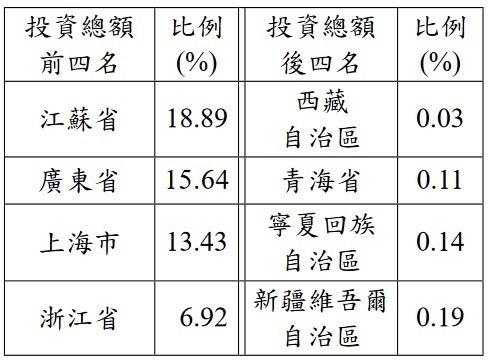 投資總額 比例 投資總額 比例
前四名 (%) 後四名 (%)
江蘇省 18.89 西藏 0.03
自治區
廣東省 15.64 青海省 0.11
上海市 13.43 寧夏回族 0.14
自治區
浙江省 6.92 新疆維吾爾 0.19
自治區